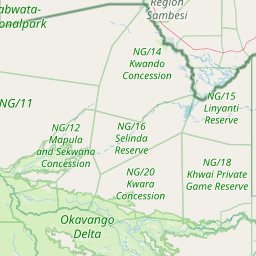 Region
Sambesi
abwata-
onalpark
NG/14
Kwando
Concession
NG/11
NG/15
Linyanti
Reserve
NG/12
Mapula
and Sekwana
Concession
NG/16
Selinda
Reserve
NG/20
Kwara
Concession
NG/18
Khwai Private
Game Reserve
Okavango
Delta